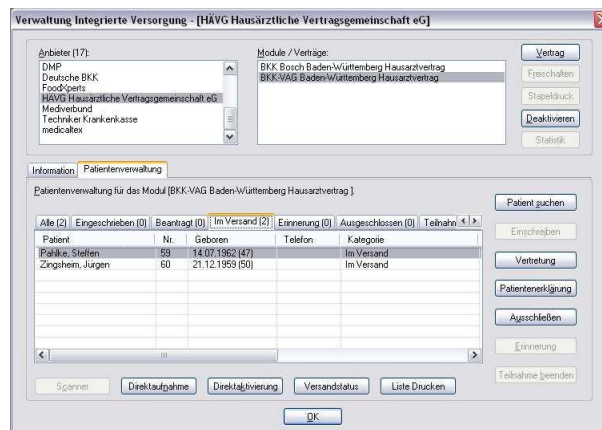 Verwaltung Integrierte Versorgung - [HÄVG Hausärztliche Vertragsgemeinschaft eG]
Anbieter (17):
DMP
Deutsche BKK
FoodXperts
HÄVG Hausärztliche Vertragsgemeinschaft eG
Mediverbund
Techniker Krankenkasse
medicaltex
Module / Verträge:
BKK Bosch Baden-Württemberg Hausarztvertrag
BKK-VAG Baden-Württemberg Hausarztvertrag
Vertrag
Freischalten
Stapeldruck
Deaktivieren
Statistik
Information Patientenverwaltung
Patientenverwaltung für das Modul [BKK-VAG Baden-Württemberg Hausarztvertrag ].
Alle (2) Eingeschrieben (0) Beantragt (0) Im Versand (2) Erinnerung (0) Ausgeschlossen (0) Teilnahn
Patient Nr. Geboren Telefon Kategorie
Pahlke, Steffen 59 14.07.1962 (47) Im Versand
Zingsheim, Jürgen 60 21.12.1959 (50) Im Versand
Patient suchen
Einschreiben
Vertretung
Patientenerklärung
Ausschließen
Erinnerung
Teilnahme beenden
Scanner Direktaufnahme Direktaktivierung Versandstatus Liste Drucken
OK